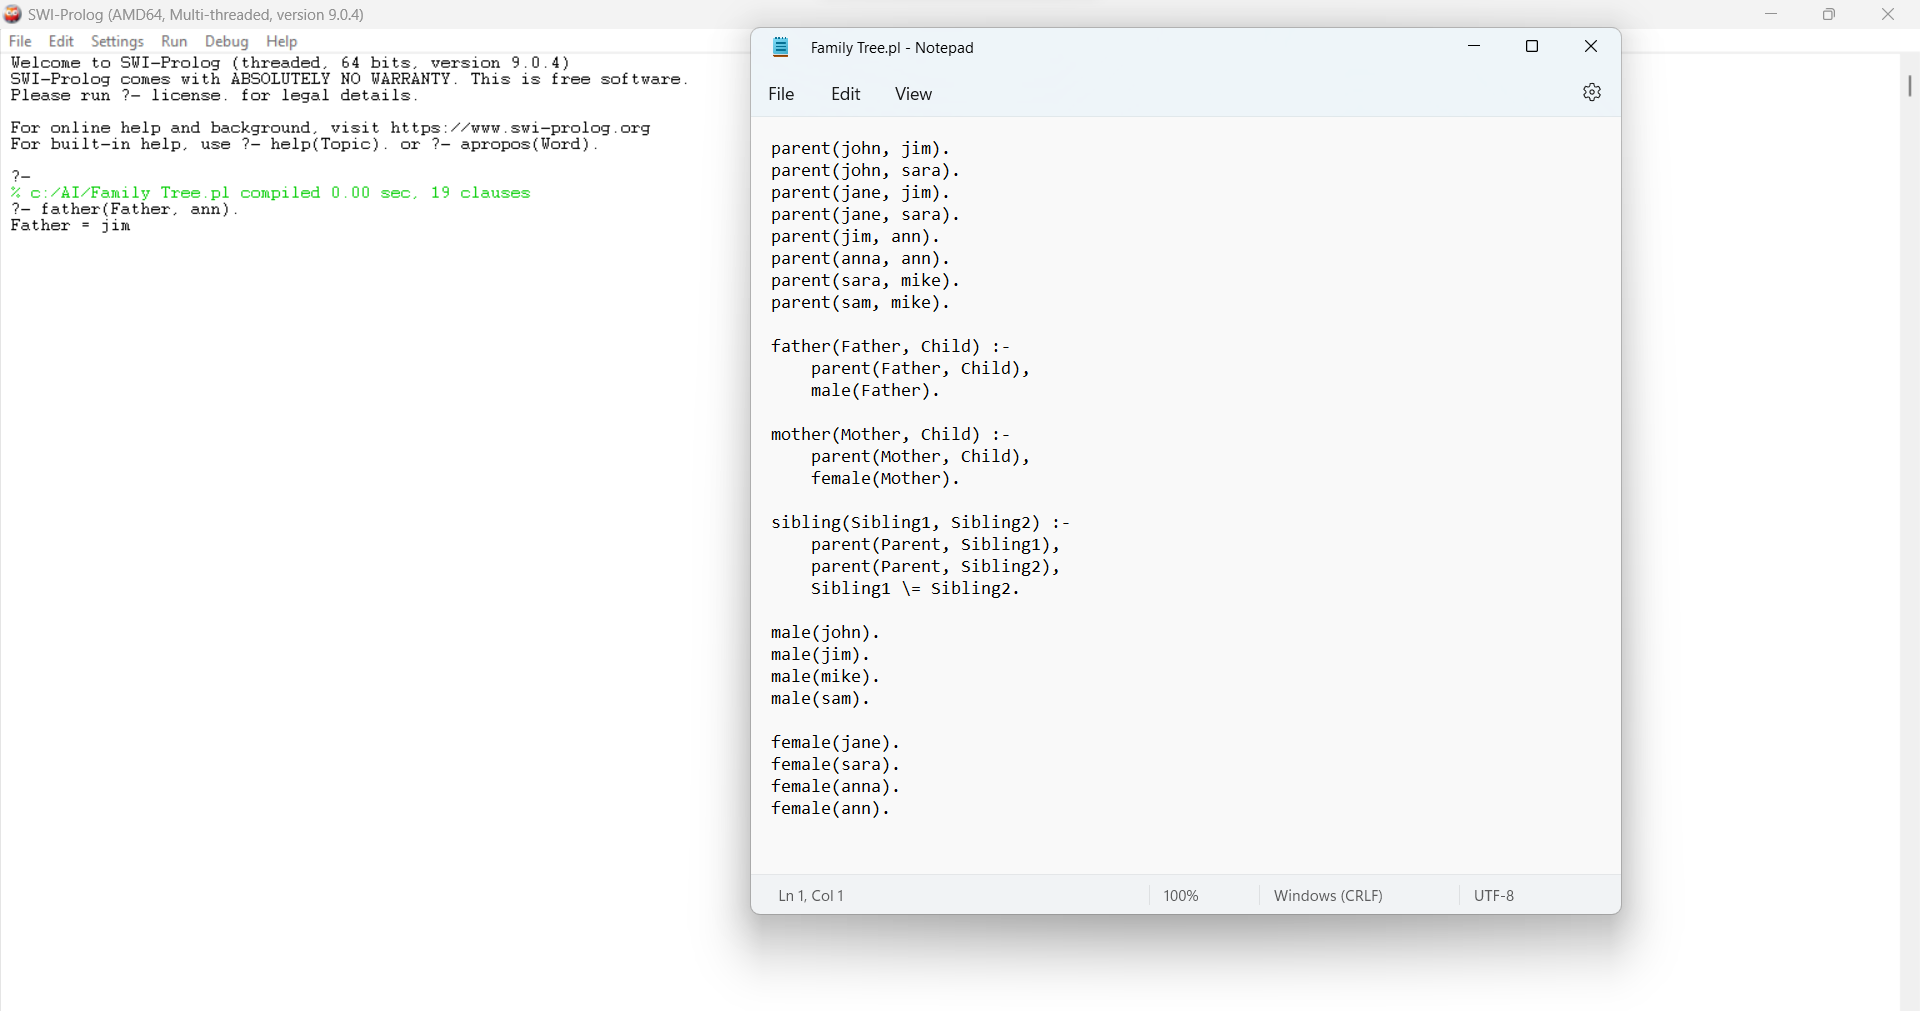 SWI-Prolog (AMD64, Multi-threaded, version 9.0.4)
File Edit Settings Run Debug Help
Welcome to SWI-Prolog (threaded, 64 bits, version 9.0.4)
SWI-Prolog comes with ABSOLUTELY NO WARRANTY. This is free software.
Please run ?- license. for legal details.
For online help and background, visit https://www.swi-prolog.org
For built-in help, use ?- help(Topic). or ?- apropos(Word).
?-
% c:/AI/Family Tree.pl compiled 0.00 sec, 19 clauses
?- father(Father, ann).
Father = jim
Family Tree.pl - Notepad
File Edit View
parent(john, jim).
parent(john, sara).
parent(jane, jim).
parent(jane, sara).
parent(jim, ann).
parent(anna, ann).
parent(sara, mike).
parent(sam, mike).
father(Father, Child) :-
    parent(Father, Child),
    male(Father).
mother(Mother, Child) :-
    parent(Mother, Child),
    female(Mother).
sibling(Sibling1, Sibling2) :-
    parent(Parent, Sibling1),
    parent(Parent, Sibling2),
    Sibling1 \= Sibling2.
male(john).
male(jim).
male(mike).
male(sam).
female(jane).
female(sara).
female(anna).
female(ann).
Ln 1, Col 1 100% Windows (CRLF) UTF-8